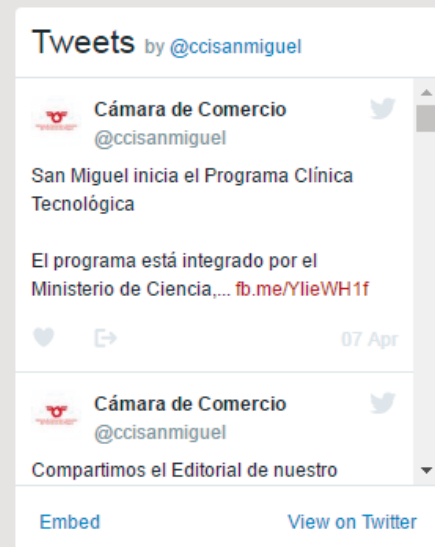 Tweets by @ccisanmiguel
Cámara de Comercio
@ccisanmiguel
San Miguel inicia el Programa Clínica
Tecnológica
El programa está integrado por el
Ministerio de Ciencia,... fb.me/YlieWH1f
07 Apr
Cámara de Comercio
@ccisanmiguel
Compartimos el Editorial de nuestro
Embed
View on Twitter